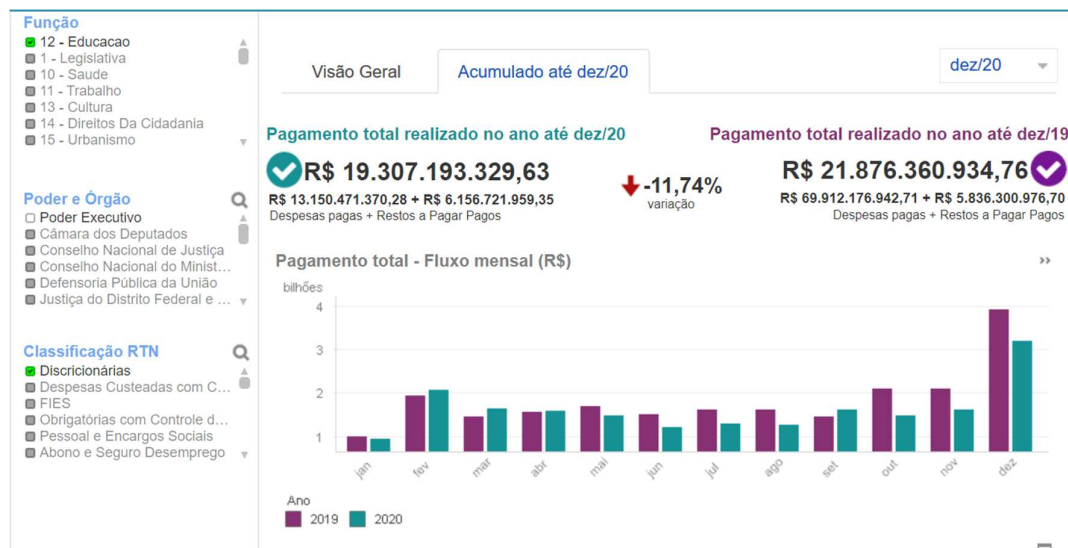 Função
12 - Educacao
1 - Legislativa
10 - Saude
11 - Trabalho
13 - Cultura
14 - Direitos Da Cidadania
15 - Urbanismo
Poder e Órgão
Poder Executivo
Câmara dos Deputados
Conselho Nacional de Justiça
Conselho Nacional do Minist...
Defensoria Pública da União
Justiça do Distrito Federal e ...
Classificação RTN
Discricionárias
Despesas Custeadas com C...
FIES
Obrigatórias com Controle d...
Pessoal e Encargos Sociais
Abono e Seguro Desemprego
Visão Geral
Acumulado até dez/20
dez/20
Pagamento total realizado no ano até dez/20
R$ 19.307.193.329,63
R$ 13.150.471.370,28 + R$ 6.156.721.959,35
Despesas pagas + Restos a Pagar Pagos
-11,74%
variação
Pagamento total realizado no ano até dez/19
R$ 21.876.360.934,76
R$ 69.912.176.942,71 + R$ 5.836.300.976,70
Despesas pagas + Restos a Pagar Pagos
Pagamento total - Fluxo mensal (R$)
››
bilhões
4
3
2
1
jan fev mar abr mai jun jul ago set out nov dez
Ano
2019 2020